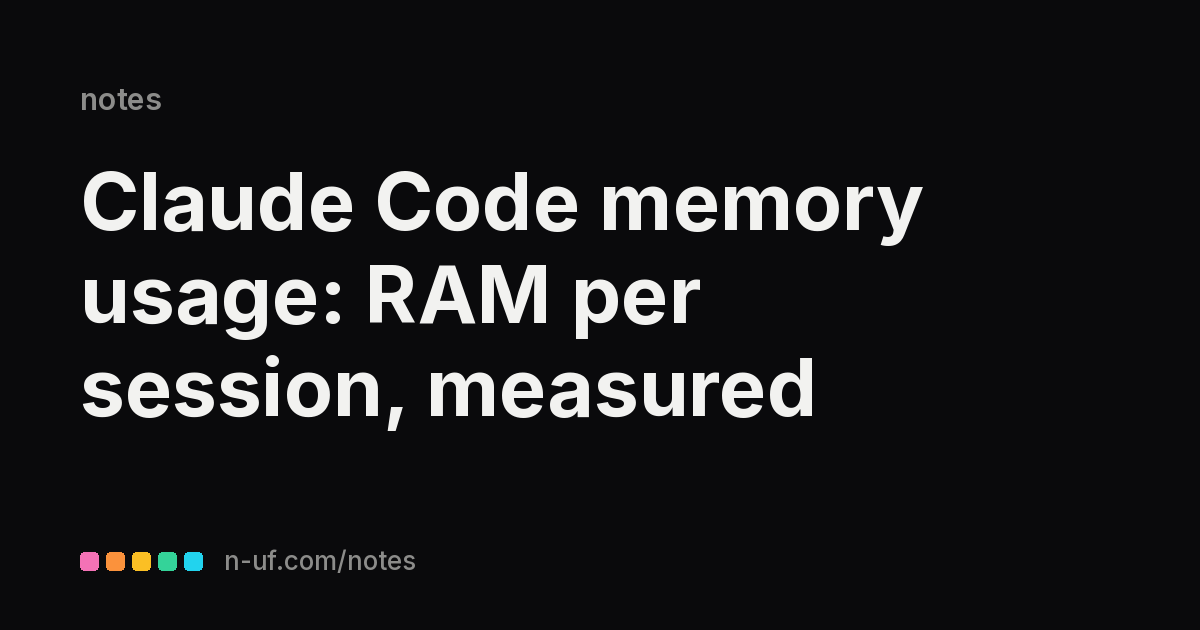 notes
Claude Code memory
usage: RAM per
session, measured
n-uf.com/notes